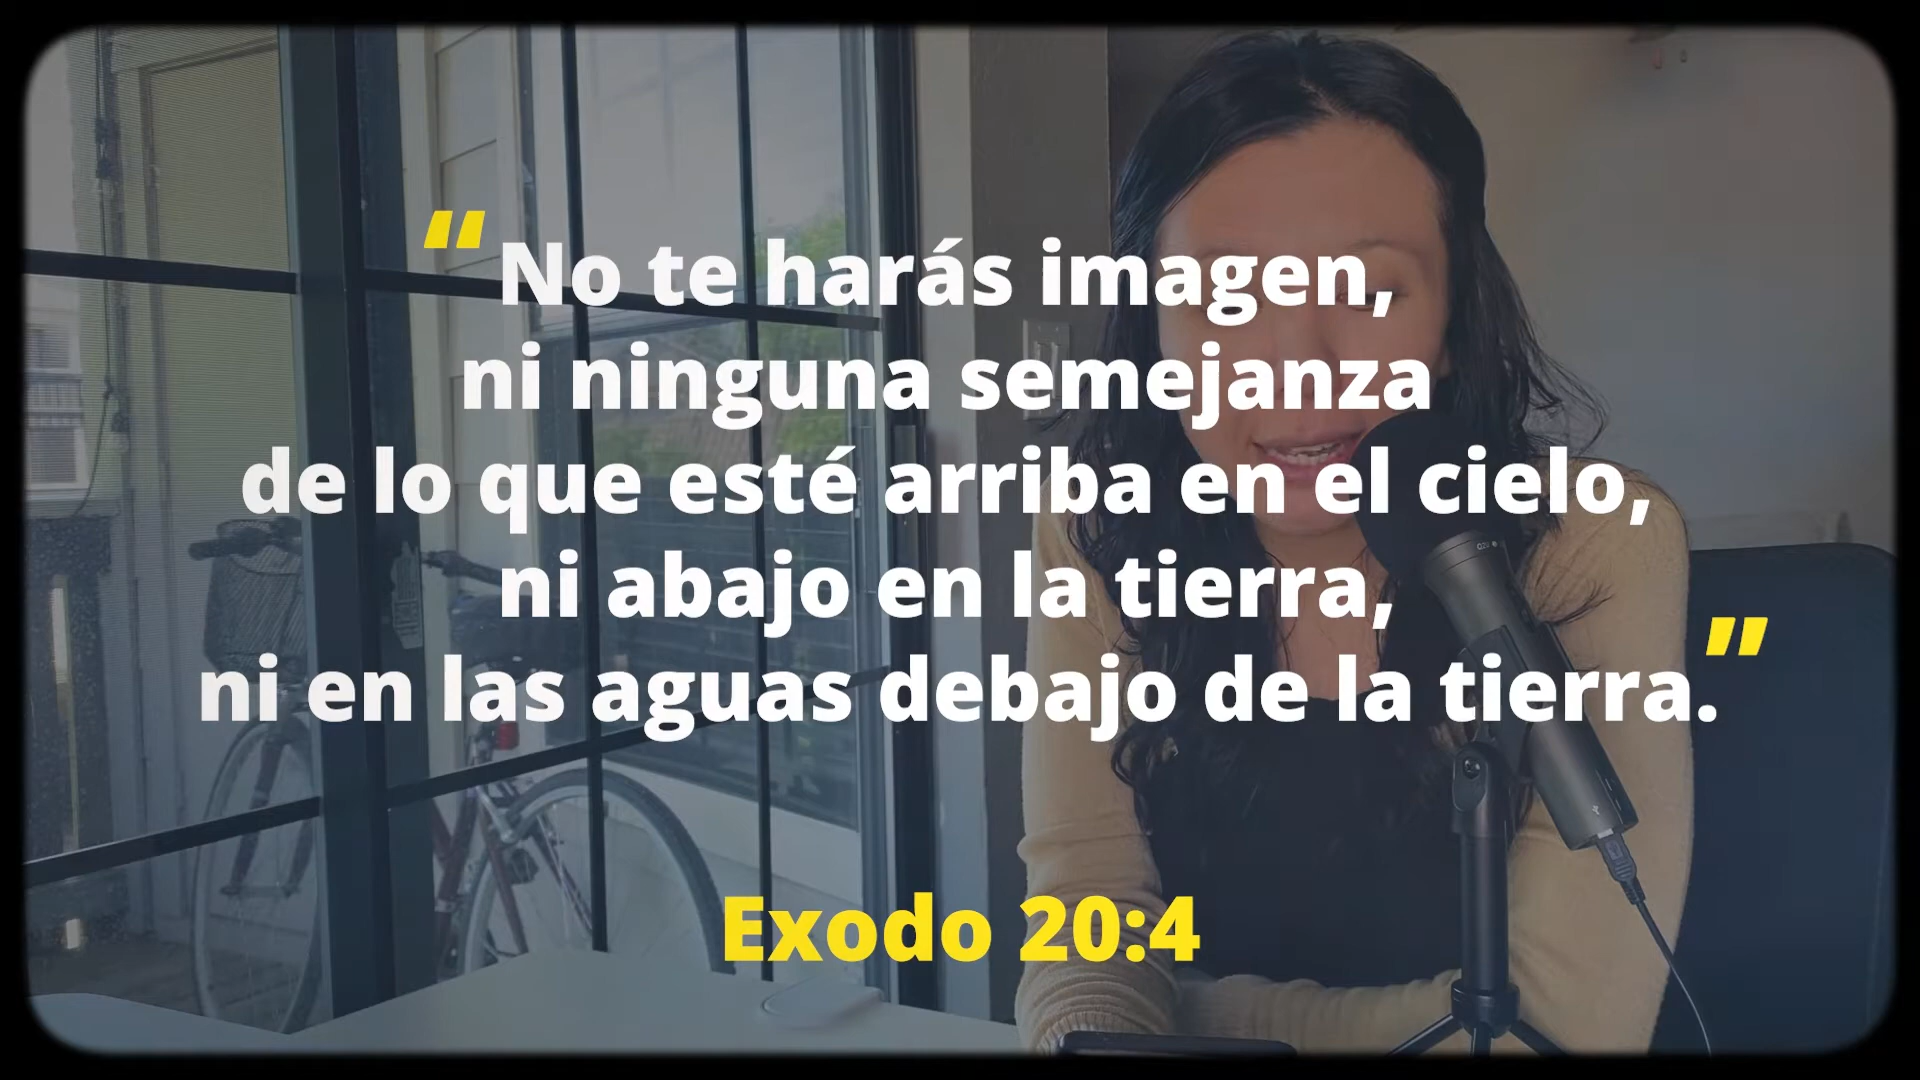 “No te harás imagen,
ni ninguna semejanza
de lo que esté arriba en el cielo,
ni abajo en la tierra,
ni en las aguas debajo de la tierra.”
Exodo 20:4